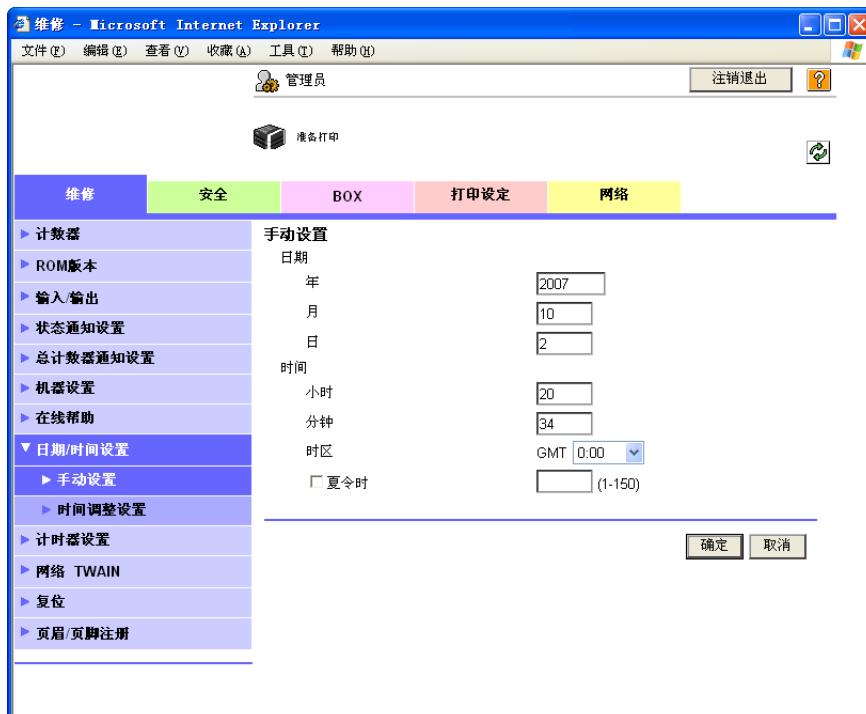 维修 - Microsoft Internet Explorer
文件(F) 编辑(E) 查看(V) 收藏(A) 工具(T) 帮助(H)
管理员
注销退出
?
准备打印
维修 安全 BOX 打印设定 网络
计数器
ROM版本
输入/输出
状态通知设置
总计数器通知设置
机器设置
在线帮助
日期/时间设置
手动设置
时间调整设置
计时器设置
网络 TWAIN
复位
页眉/页脚注册
手动设置
日期
年 2007
月 10
日 2
时间
小时 20
分钟 34
时区 GMT 0:00
夏令时 (1-150)
确定 取消